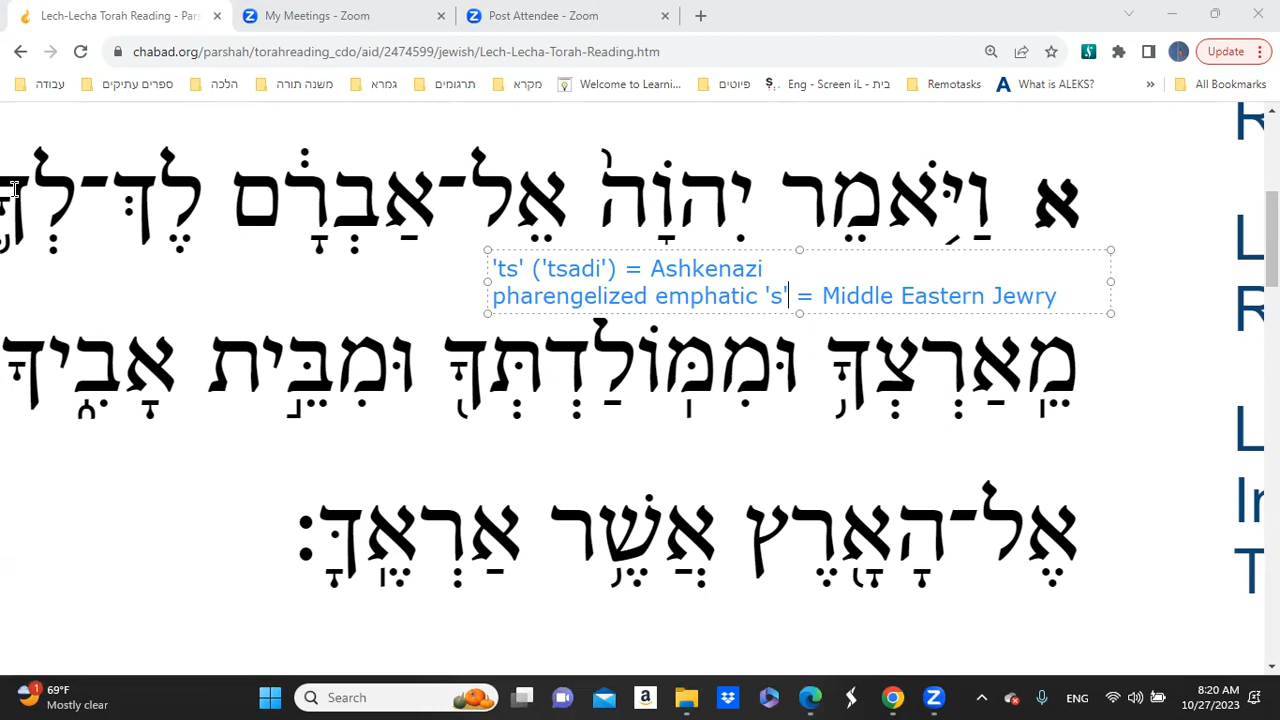 Lech-Lecha Torah Reading - Pars
My Meetings - Zoom
Post Attendee - Zoom
chabad.org/parshah/torahreading_cdo/aid/2474599/jewish/Lech-Lecha-Torah-Reading.htm
Update
עבודה
ספרים עתיקים
הלכה
משנה תורה
גמרא
תרגומים
מקרא
Welcome to Learni...
פיוטים
Eng - Screen iL - בית
Remotasks
What is ALEKS?
»
All Bookmarks
א וַיֹּ֤אמֶר יְהוָֹה֙ אֶל־אַבְרָ֔ם לֶךְ־לְךָ֛
'ts' ('tsadi') = Ashkenazi
pharengelized emphatic 's' = Middle Eastern Jewry
מֵֽאַרְצְךָ֥ וּמִמּֽוֹלַדְתְּךָ֖ וּמִבֵּ֣ית אָבִ֑יךָ
אֶל־הָאָ֖רֶץ אֲשֶׁ֥ר אַרְאֶֽךָּ׃
R
L
R
L
In
T
1
69°F
Mostly clear
Search
ENG
8:20 AM
10/27/2023